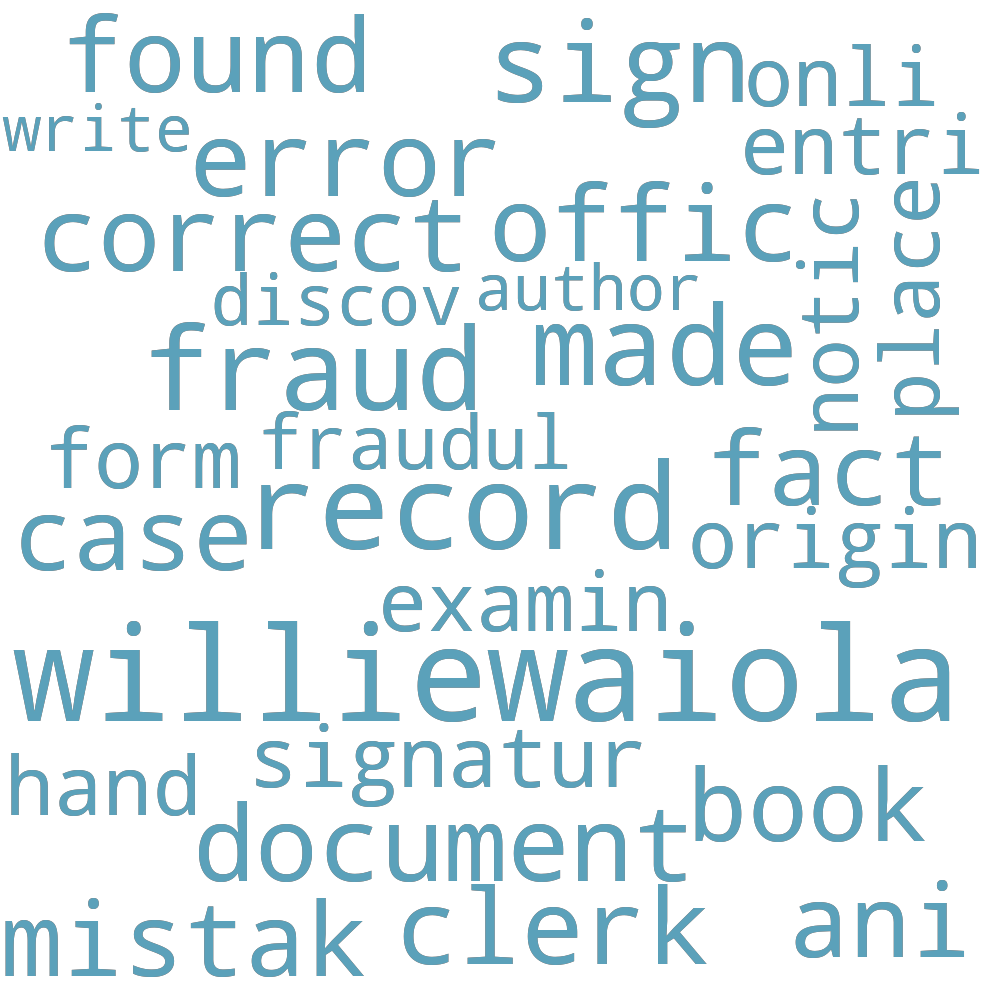 found
sign
onli
write
error
entri
correct
offic
notic
place
discov
author
fraud
made
form
fraudul
fact
case
record
origin
examin
williewaiola
signatur
hand
book
document
mistak
clerk
ani